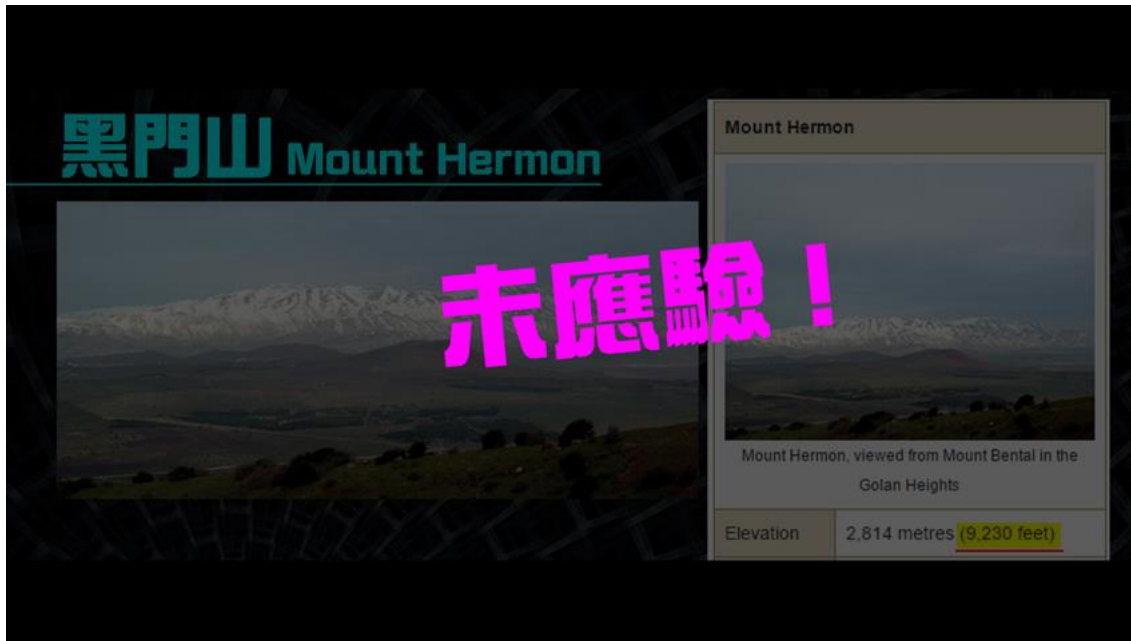 黑門山 Mount Hermon
未應驗！
Mount Hermon
Mount Hermon, viewed from Mount Bental in the
Golan Heights
Elevation 2,814 metres (9,230 feet)